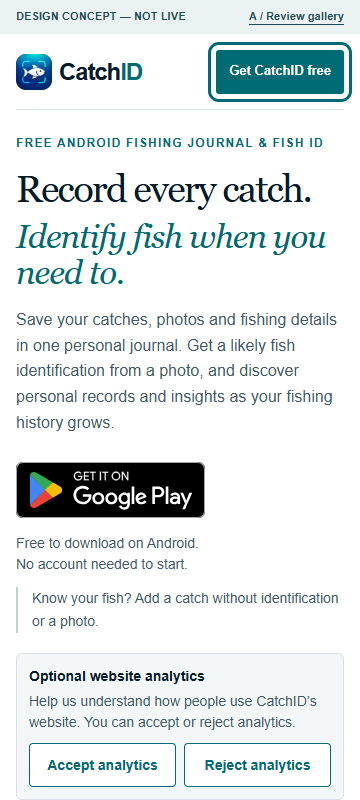 DESIGN CONCEPT — NOT LIVE
A / Review gallery
CatchID
Get CatchID free
FREE ANDROID FISHING JOURNAL & FISH ID
Record every catch.
Identify fish when you
need to.
Save your catches, photos and fishing details
in one personal journal. Get a likely fish
identification from a photo, and discover
personal records and insights as your fishing
history grows.
GET IT ON
Google Play
Free to download on Android.
No account needed to start.
Know your fish? Add a catch without identification
or a photo.
Optional website analytics
Help us understand how people use CatchID’s
website. You can accept or reject analytics.
Accept analytics
Reject analytics